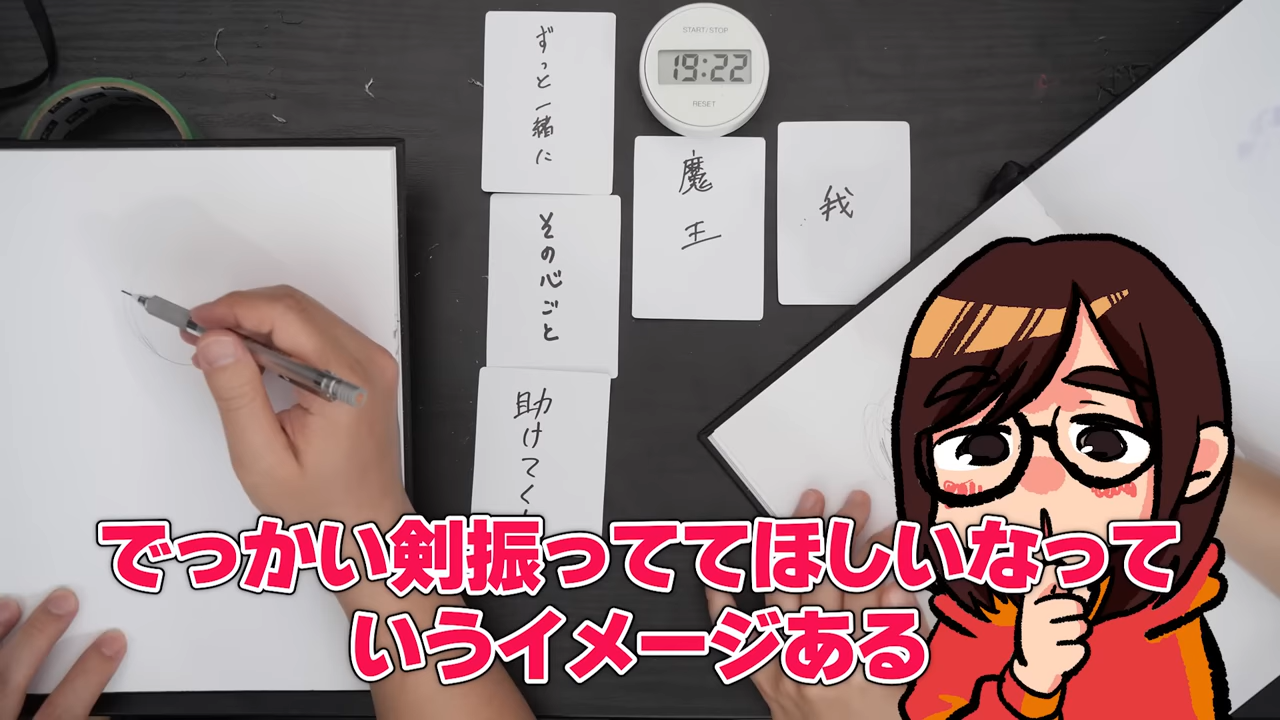 我
魔
王
ずっと一緒に
その心ごと
助けてく
START/STOP
19:22
RESET
でっかい剣振っててほしいなって
いうイメージある